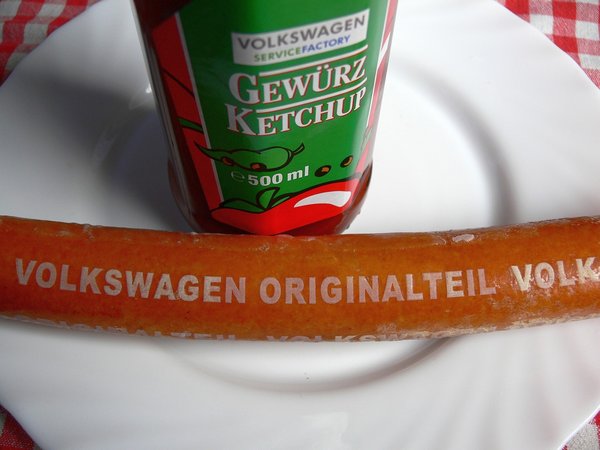 VOLKSWAGEN
SERVICEFACTORY
GEWÜRZ
KETCHUP
℮500 ml
VOLKSWAGEN ORIGINALTEIL VOLK